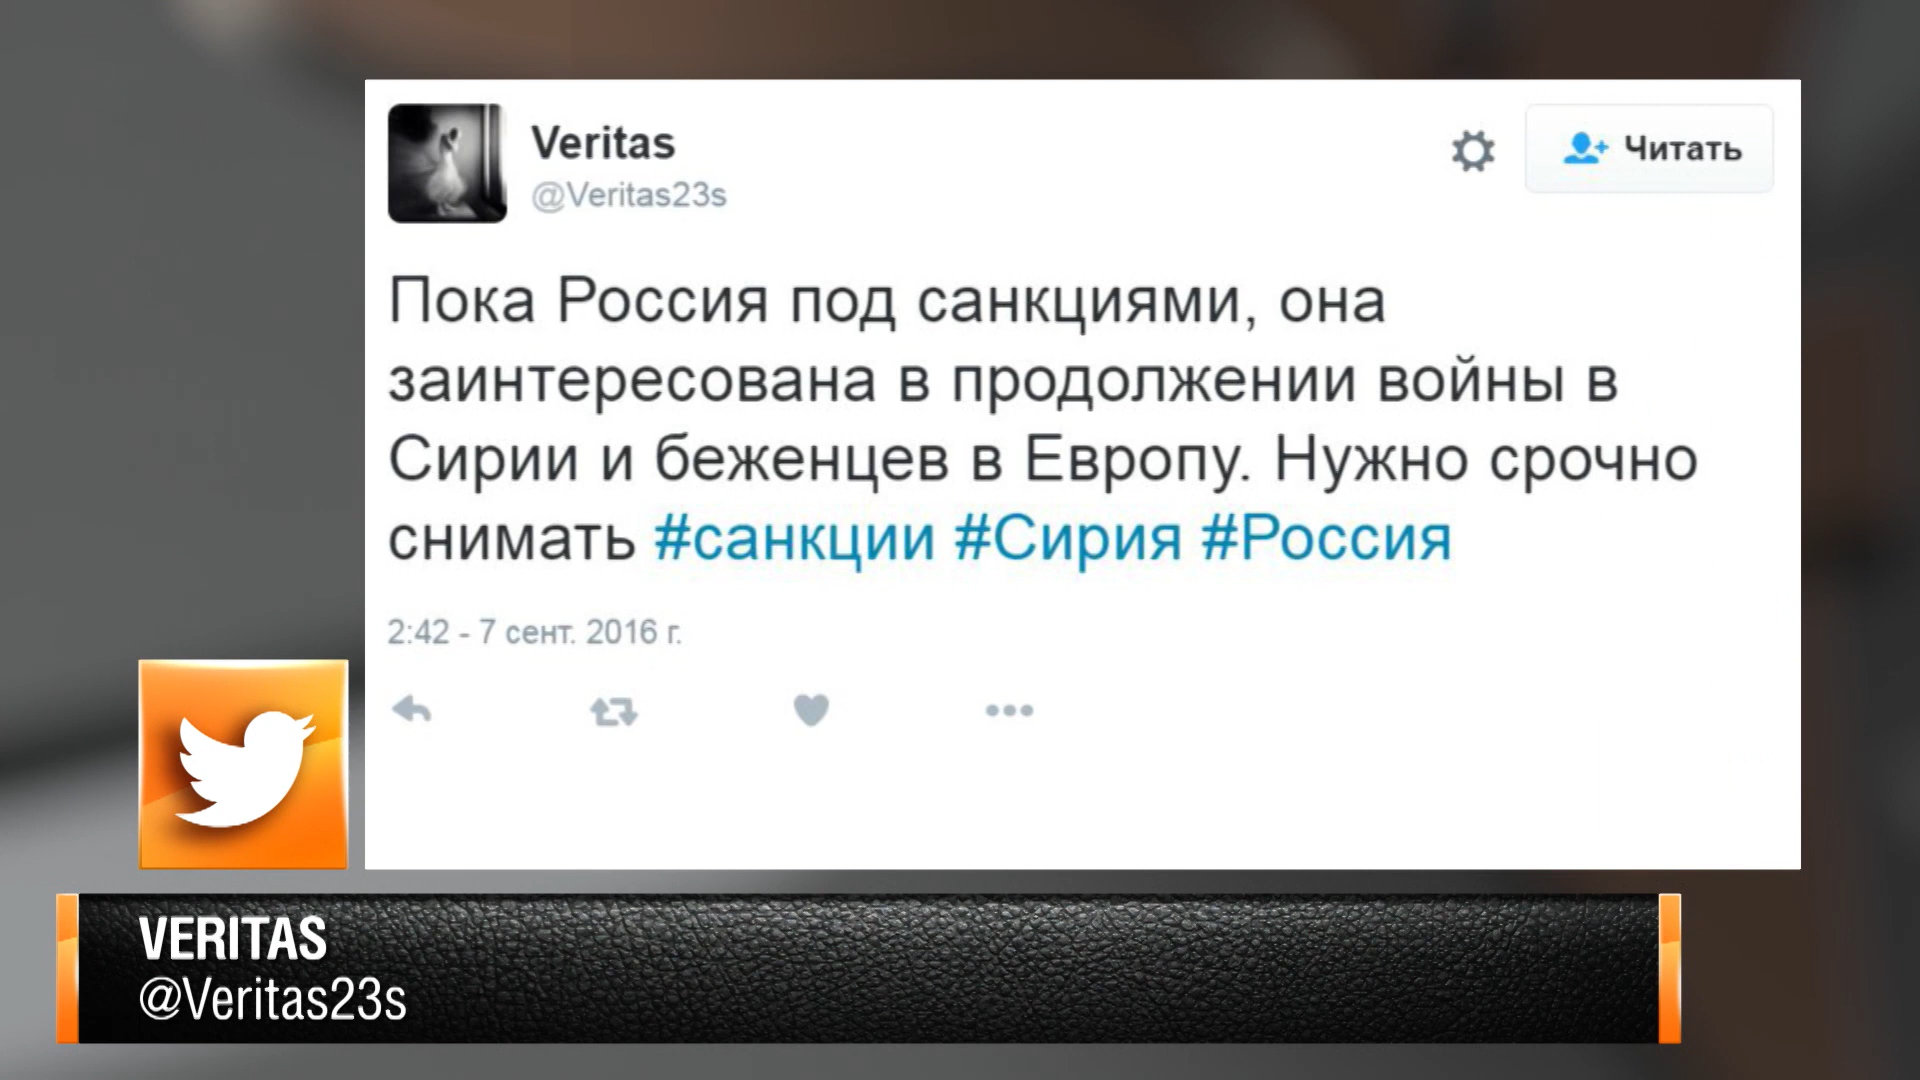 Veritas
@Veritas23s
Читать
Пока Россия под санкциями, она
заинтересована в продолжении войны в
Сирии и беженцев в Европу. Нужно срочно
снимать #санкции #Сирия #Россия
2:42 - 7 сент. 2016 г.
VERITAS
@Veritas23s